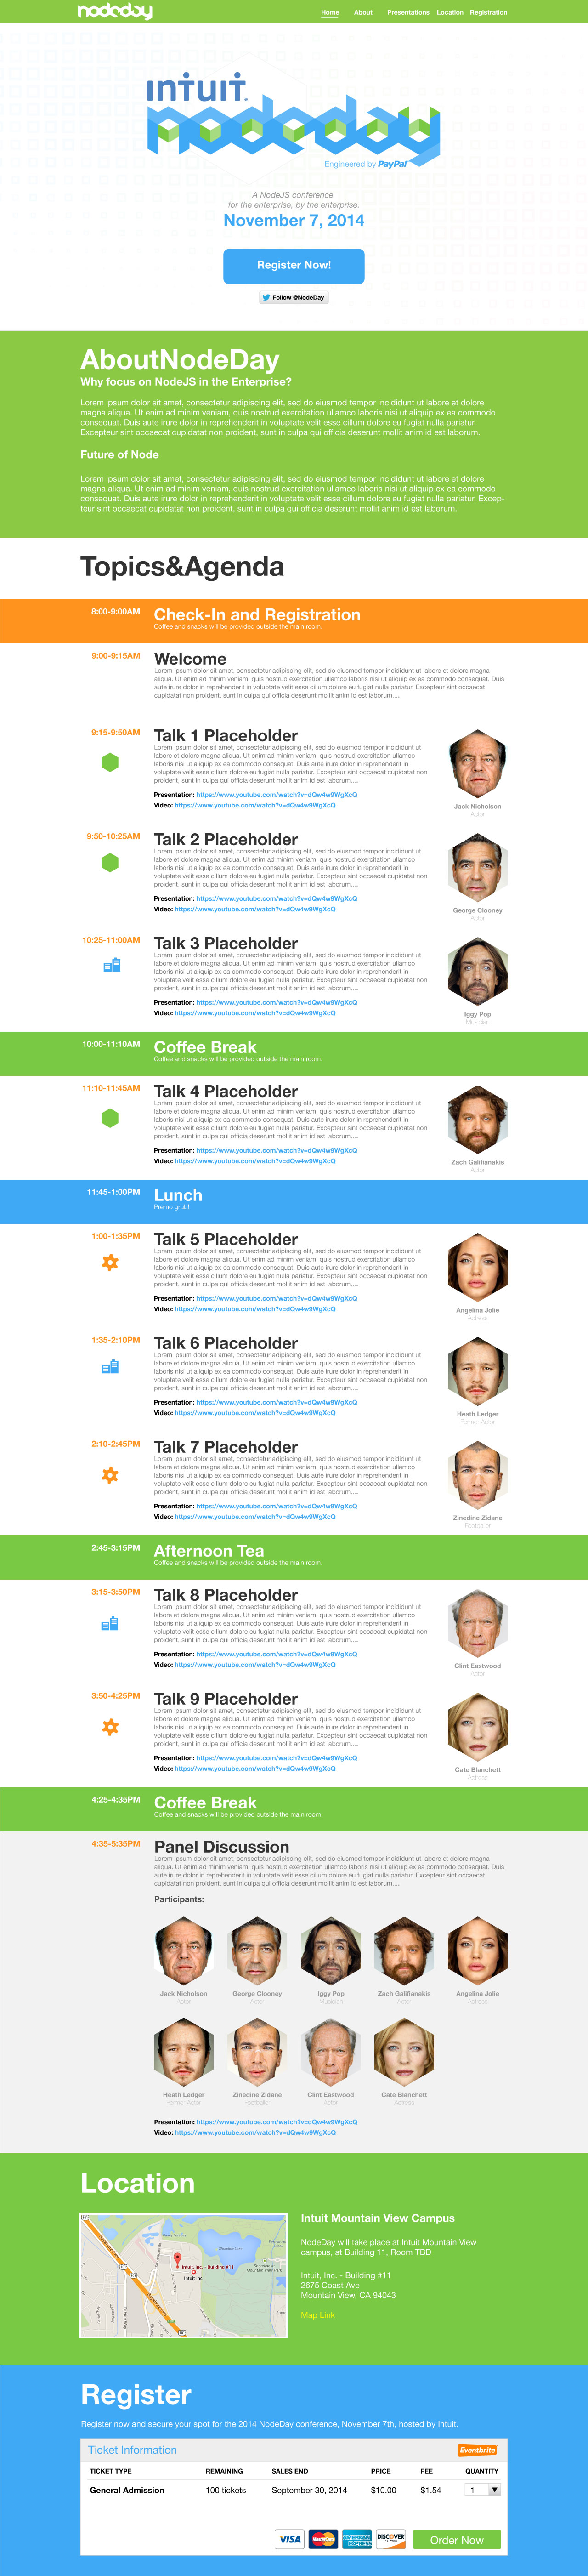 nodeday
Home About Presentations Location Registration
INTUIT.
nodeday
Engineered by PayPal
A NodeJS conference
for the enterprise, by the enterprise.
November 7, 2014
Register Now!
Follow @NodeDay
AboutNodeDay
Why focus on NodeJS in the Enterprise?
Lorem ipsum dolor sit amet, consectetur adipiscing elit, sed do eiusmod tempor incididunt ut labore et dolore
magna aliqua. Ut enim ad minim veniam, quis nostrud exercitation ullamco laboris nisi ut aliquip ex ea commodo
consequat. Duis aute irure dolor in reprehenderit in voluptate velit esse cillum dolore eu fugiat nulla pariatur.
Excepteur sint occaecat cupidatat non proident, sunt in culpa qui officia deserunt mollit anim id est laborum.
Future of Node
Lorem ipsum dolor sit amet, consectetur adipiscing elit, sed do eiusmod tempor incididunt ut labore et dolore
magna aliqua. Ut enim ad minim veniam, quis nostrud exercitation ullamco laboris nisi ut aliquip ex ea commodo
consequat. Duis aute irure dolor in reprehenderit in voluptate velit esse cillum dolore eu fugiat nulla pariatur. Excep-
teur sint occaecat cupidatat non proident, sunt in culpa qui officia deserunt mollit anim id est laborum.
Topics&Agenda
8:00-9:00AM Check-In and Registration
Coffee and snacks will be provided outside the main room.
9:00-9:15AM Welcome
Lorem ipsum dolor sit amet, consectetur adipiscing elit, sed do eiusmod tempor incididunt ut labore et dolore magna
aliqua. Ut enim ad minim veniam, quis nostrud exercitation ullamco laboris nisi ut aliquip ex ea commodo consequat. Duis
aute irure dolor in reprehenderit in voluptate velit esse cillum dolore eu fugiat nulla pariatur. Excepteur sint occaecat
cupidatat non proident, sunt in culpa qui officia deserunt mollit anim id est laborum....
9:15-9:50AM Talk 1 Placeholder
Lorem ipsum dolor sit amet, consectetur adipiscing elit, sed do eiusmod tempor incididunt ut
labore et dolore magna aliqua. Ut enim ad minim veniam, quis nostrud exercitation ullamco
laboris nisi ut aliquip ex ea commodo consequat. Duis aute irure dolor in reprehenderit in
voluptate velit esse cillum dolore eu fugiat nulla pariatur. Excepteur sint occaecat cupidatat non
proident, sunt in culpa qui officia deserunt mollit anim id est laborum....
Presentation: https://www.youtube.com/watch?v=dQw4w9WgXcQ
Video: https://www.youtube.com/watch?v=dQw4w9WgXcQ
Jack Nicholson
Actor
9:50-10:25AM Talk 2 Placeholder
Lorem ipsum dolor sit amet, consectetur adipiscing elit, sed do eiusmod tempor incididunt ut
labore et dolore magna aliqua. Ut enim ad minim veniam, quis nostrud exercitation ullamco
laboris nisi ut aliquip ex ea commodo consequat. Duis aute irure dolor in reprehenderit in
voluptate velit esse cillum dolore eu fugiat nulla pariatur. Excepteur sint occaecat cupidatat non
proident, sunt in culpa qui officia deserunt mollit anim id est laborum....
Presentation: https://www.youtube.com/watch?v=dQw4w9WgXcQ
Video: https://www.youtube.com/watch?v=dQw4w9WgXcQ
George Clooney
Actor
10:25-11:00AM Talk 3 Placeholder
Lorem ipsum dolor sit amet, consectetur adipiscing elit, sed do eiusmod tempor incididunt ut
labore et dolore magna aliqua. Ut enim ad minim veniam, quis nostrud exercitation ullamco
laboris nisi ut aliquip ex ea commodo consequat. Duis aute irure dolor in reprehenderit in
voluptate velit esse cillum dolore eu fugiat nulla pariatur. Excepteur sint occaecat cupidatat non
proident, sunt in culpa qui officia deserunt mollit anim id est laborum....
Presentation: https://www.youtube.com/watch?v=dQw4w9WgXcQ
Video: https://www.youtube.com/watch?v=dQw4w9WgXcQ
Iggy Pop
Musician
10:00-11:10AM Coffee Break
Coffee and snacks will be provided outside the main room.
11:10-11:45AM Talk 4 Placeholder
Lorem ipsum dolor sit amet, consectetur adipiscing elit, sed do eiusmod tempor incididunt ut
labore et dolore magna aliqua. Ut enim ad minim veniam, quis nostrud exercitation ullamco
laboris nisi ut aliquip ex ea commodo consequat. Duis aute irure dolor in reprehenderit in
voluptate velit esse cillum dolore eu fugiat nulla pariatur. Excepteur sint occaecat cupidatat non
proident, sunt in culpa qui officia deserunt mollit anim id est laborum....
Presentation: https://www.youtube.com/watch?v=dQw4w9WgXcQ
Video: https://www.youtube.com/watch?v=dQw4w9WgXcQ
Zach Galifianakis
Actor
11:45-1:00PM Lunch
Premo grub!
1:00-1:35PM Talk 5 Placeholder
Lorem ipsum dolor sit amet, consectetur adipiscing elit, sed do eiusmod tempor incididunt ut
labore et dolore magna aliqua. Ut enim ad minim veniam, quis nostrud exercitation ullamco
laboris nisi ut aliquip ex ea commodo consequat. Duis aute irure dolor in reprehenderit in
voluptate velit esse cillum dolore eu fugiat nulla pariatur. Excepteur sint occaecat cupidatat non
proident, sunt in culpa qui officia deserunt mollit anim id est laborum....
Presentation: https://www.youtube.com/watch?v=dQw4w9WgXcQ
Video: https://www.youtube.com/watch?v=dQw4w9WgXcQ
Angelina Jolie
Actress
1:35-2:10PM Talk 6 Placeholder
Lorem ipsum dolor sit amet, consectetur adipiscing elit, sed do eiusmod tempor incididunt ut
labore et dolore magna aliqua. Ut enim ad minim veniam, quis nostrud exercitation ullamco
laboris nisi ut aliquip ex ea commodo consequat. Duis aute irure dolor in reprehenderit in
voluptate velit esse cillum dolore eu fugiat nulla pariatur. Excepteur sint occaecat cupidatat non
proident, sunt in culpa qui officia deserunt mollit anim id est laborum....
Presentation: https://www.youtube.com/watch?v=dQw4w9WgXcQ
Video: https://www.youtube.com/watch?v=dQw4w9WgXcQ
Heath Ledger
Former Actor
2:10-2:45PM Talk 7 Placeholder
Lorem ipsum dolor sit amet, consectetur adipiscing elit, sed do eiusmod tempor incididunt ut
labore et dolore magna aliqua. Ut enim ad minim veniam, quis nostrud exercitation ullamco
laboris nisi ut aliquip ex ea commodo consequat. Duis aute irure dolor in reprehenderit in
voluptate velit esse cillum dolore eu fugiat nulla pariatur. Excepteur sint occaecat cupidatat non
proident, sunt in culpa qui officia deserunt mollit anim id est laborum....
Presentation: https://www.youtube.com/watch?v=dQw4w9WgXcQ
Video: https://www.youtube.com/watch?v=dQw4w9WgXcQ
Zinedine Zidane
Footballer
2:45-3:15PM Afternoon Tea
Coffee and snacks will be provided outside the main room.
3:15-3:50PM Talk 8 Placeholder
Lorem ipsum dolor sit amet, consectetur adipiscing elit, sed do eiusmod tempor incididunt ut
labore et dolore magna aliqua. Ut enim ad minim veniam, quis nostrud exercitation ullamco
laboris nisi ut aliquip ex ea commodo consequat. Duis aute irure dolor in reprehenderit in
voluptate velit esse cillum dolore eu fugiat nulla pariatur. Excepteur sint occaecat cupidatat non
proident, sunt in culpa qui officia deserunt mollit anim id est laborum....
Presentation: https://www.youtube.com/watch?v=dQw4w9WgXcQ
Video: https://www.youtube.com/watch?v=dQw4w9WgXcQ
Clint Eastwood
Actor
3:50-4:25PM Talk 9 Placeholder
Lorem ipsum dolor sit amet, consectetur adipiscing elit, sed do eiusmod tempor incididunt ut
labore et dolore magna aliqua. Ut enim ad minim veniam, quis nostrud exercitation ullamco
laboris nisi ut aliquip ex ea commodo consequat. Duis aute irure dolor in reprehenderit in
voluptate velit esse cillum dolore eu fugiat nulla pariatur. Excepteur sint occaecat cupidatat non
proident, sunt in culpa qui officia deserunt mollit anim id est laborum....
Presentation: https://www.youtube.com/watch?v=dQw4w9WgXcQ
Video: https://www.youtube.com/watch?v=dQw4w9WgXcQ
Cate Blanchett
Actress
4:25-4:35PM Coffee Break
Coffee and snacks will be provided outside the main room.
4:35-5:35PM Panel Discussion
Lorem ipsum dolor sit amet, consectetur adipiscing elit, sed do eiusmod tempor incididunt ut labore et dolore magna
aliqua. Ut enim ad minim veniam, quis nostrud exercitation ullamco laboris nisi ut aliquip ex ea commodo consequat. Duis
aute irure dolor in reprehenderit in voluptate velit esse cillum dolore eu fugiat nulla pariatur. Excepteur sint occaecat
cupidatat non proident, sunt in culpa qui officia deserunt mollit anim id est laborum....
Participants:
Jack Nicholson George Clooney Iggy Pop Zach Galifianakis Angelina Jolie
Actor Actor Musician Actor Actress
Heath Ledger Zinedine Zidane Clint Eastwood Cate Blanchett
Former Actor Footballer Actor Actress
Presentation: https://www.youtube.com/watch?v=dQw4w9WgXcQ
Video: https://www.youtube.com/watch?v=dQw4w9WgXcQ
Location
Intuit, Inc. - Building #11
Intuit Inc
Intuit Mountain View Campus
NodeDay will take place at Intuit Mountain View
campus, at Building 11, Room TBD
Intuit, Inc. - Building #11
2675 Coast Ave
Mountain View, CA 94043
Map Link
Register
Register now and secure your spot for the 2014 NodeDay conference, November 7th, hosted by Intuit.
Ticket Information Eventbrite
TICKET TYPE REMAINING SALES END PRICE FEE QUANTITY
General Admission 100 tickets September 30, 2014 $10.00 $1.54 1
VISA MasterCard AMERICAN EXPRESS DISCOVER Order Now